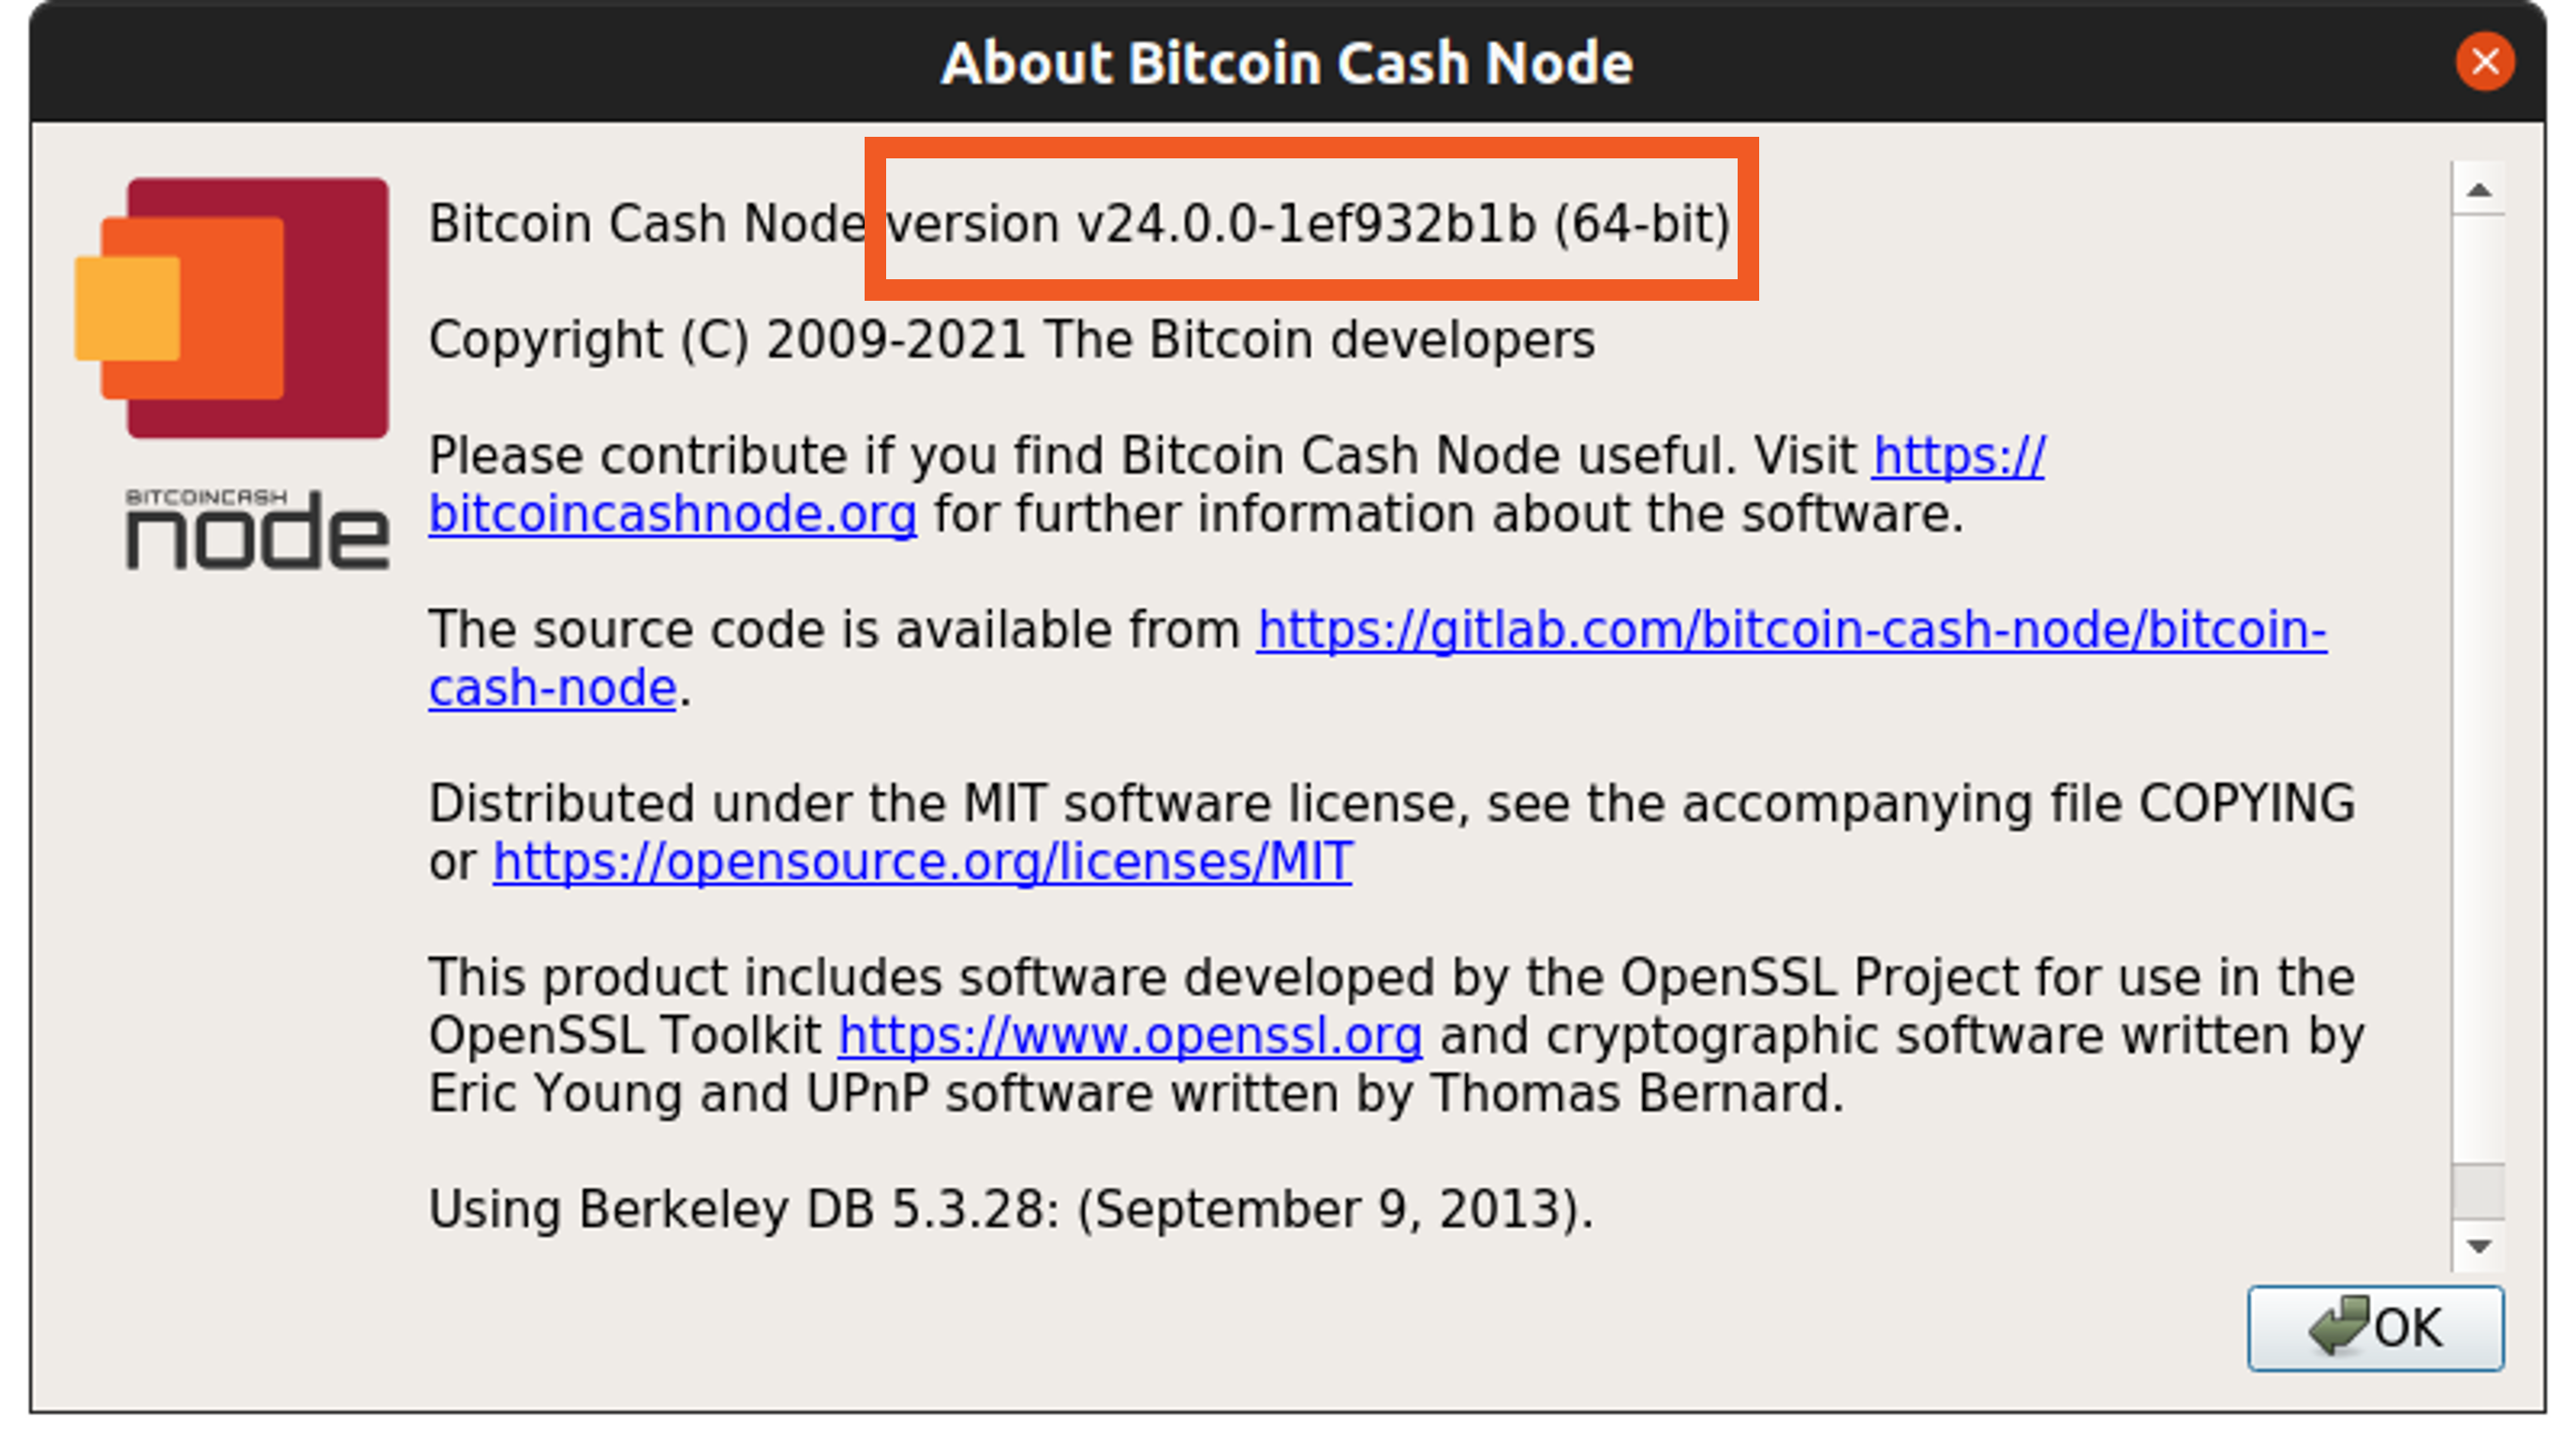 About Bitcoin Cash Node
Bitcoin Cash Node version v24.0.0-1ef932b1b (64-bit)
Copyright (C) 2009-2021 The Bitcoin developers
Please contribute if you find Bitcoin Cash Node useful. Visit https://
bitcoincashnode.org for further information about the software.
BITCOINCASH
node
The source code is available from https://gitlab.com/bitcoin-cash-node/bitcoin-
cash-node.
Distributed under the MIT software license, see the accompanying file COPYING
or https://opensource.org/licenses/MIT
This product includes software developed by the OpenSSL Project for use in the
OpenSSL Toolkit https://www.openssl.org and cryptographic software written by
Eric Young and UPnP software written by Thomas Bernard.
Using Berkeley DB 5.3.28: (September 9, 2013).
OK